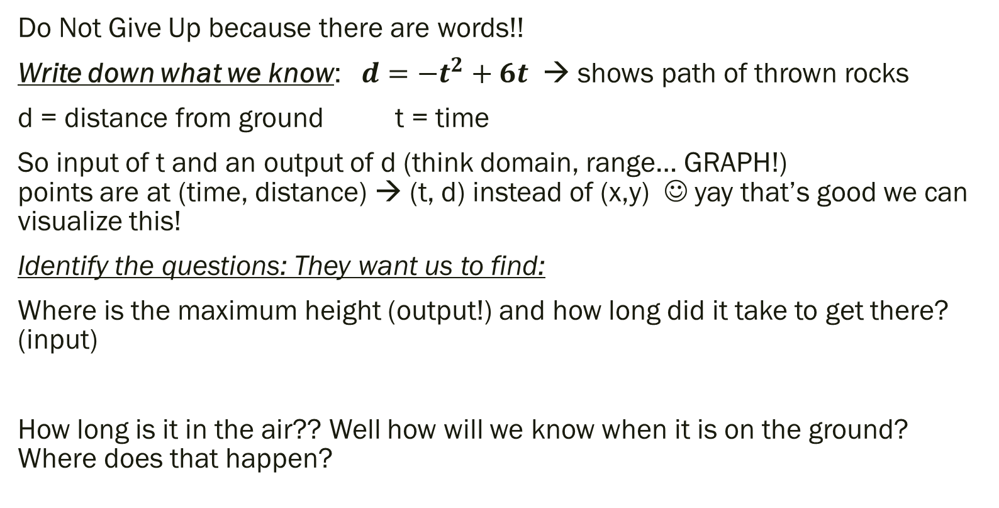 Do Not Give Up because there are words!!
Write down what we know: d = −t² + 6t → shows path of thrown rocks
d = distance from ground t = time
So input of t and an output of d (think domain, range... GRAPH!)
points are at (time, distance) → (t, d) instead of (x,y) ☺ yay that’s good we can
visualize this!
Identify the questions: They want us to find:
Where is the maximum height (output!) and how long did it take to get there?
(input)
How long is it in the air?? Well how will we know when it is on the ground?
Where does that happen?